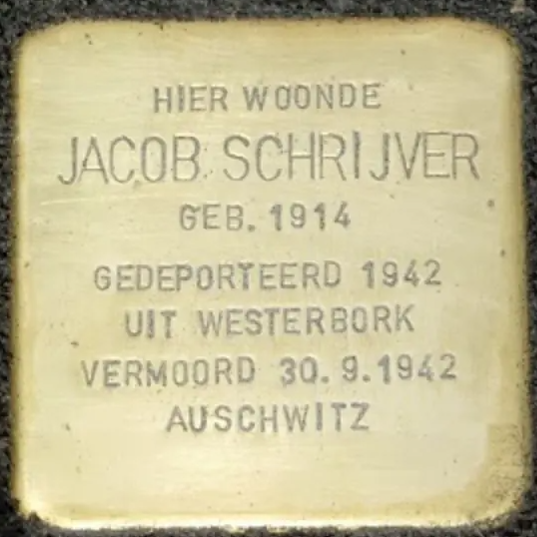 HIER WOONDE
JACOB SCHRIJVER
GEB. 1914
GEDEPORTEERD 1942
UIT WESTERBORK
VERMOORD 30.9.1942
AUSCHWITZ